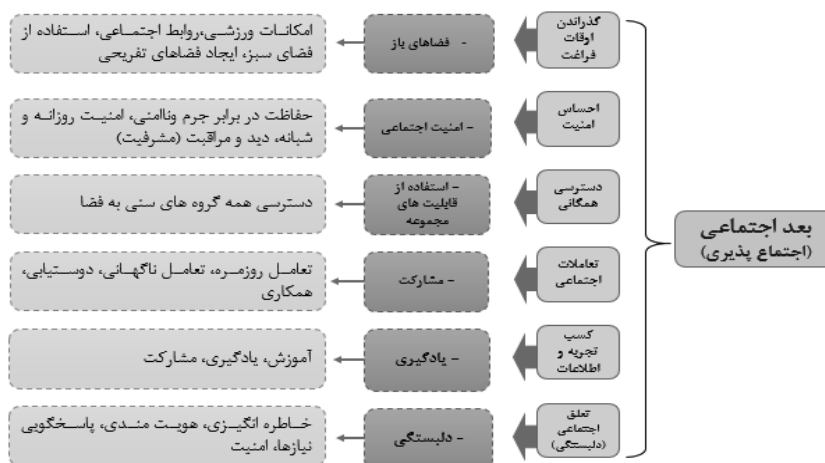 بعد اجتماعی
(اجتماع پذیری)
گذراندن
اوقات
فراغت
- فضاهای باز
امکانات ورزشی،روابط اجتماعی، استفاده از
فضای سبز، ایجاد فضاهای تفریحی
احساس
امنیت
- امنیت اجتماعی
حفاظت در برابر جرم وناامنی، امنیت روزانه و
شبانه، دید و مراقبت (مشرفیت)
دسترسی
همگانی
- استفاده از
قابلیت های
مجموعه
دسترسی همه گروه های سنی به فضا
تعاملات
اجتماعی
- مشارکت
تعامل روزمره، تعامل ناگهانی، دوستیابی،
همکاری
کسب
تجربه و
اطلاعات
- یادگیری
آموزش، یادگیری، مشارکت
تعلق
اجتماعی
(دلبستگی)
- دلبستگی
خاطره انگیزی، هویت مندی، پاسخگویی
نیازها، امنیت